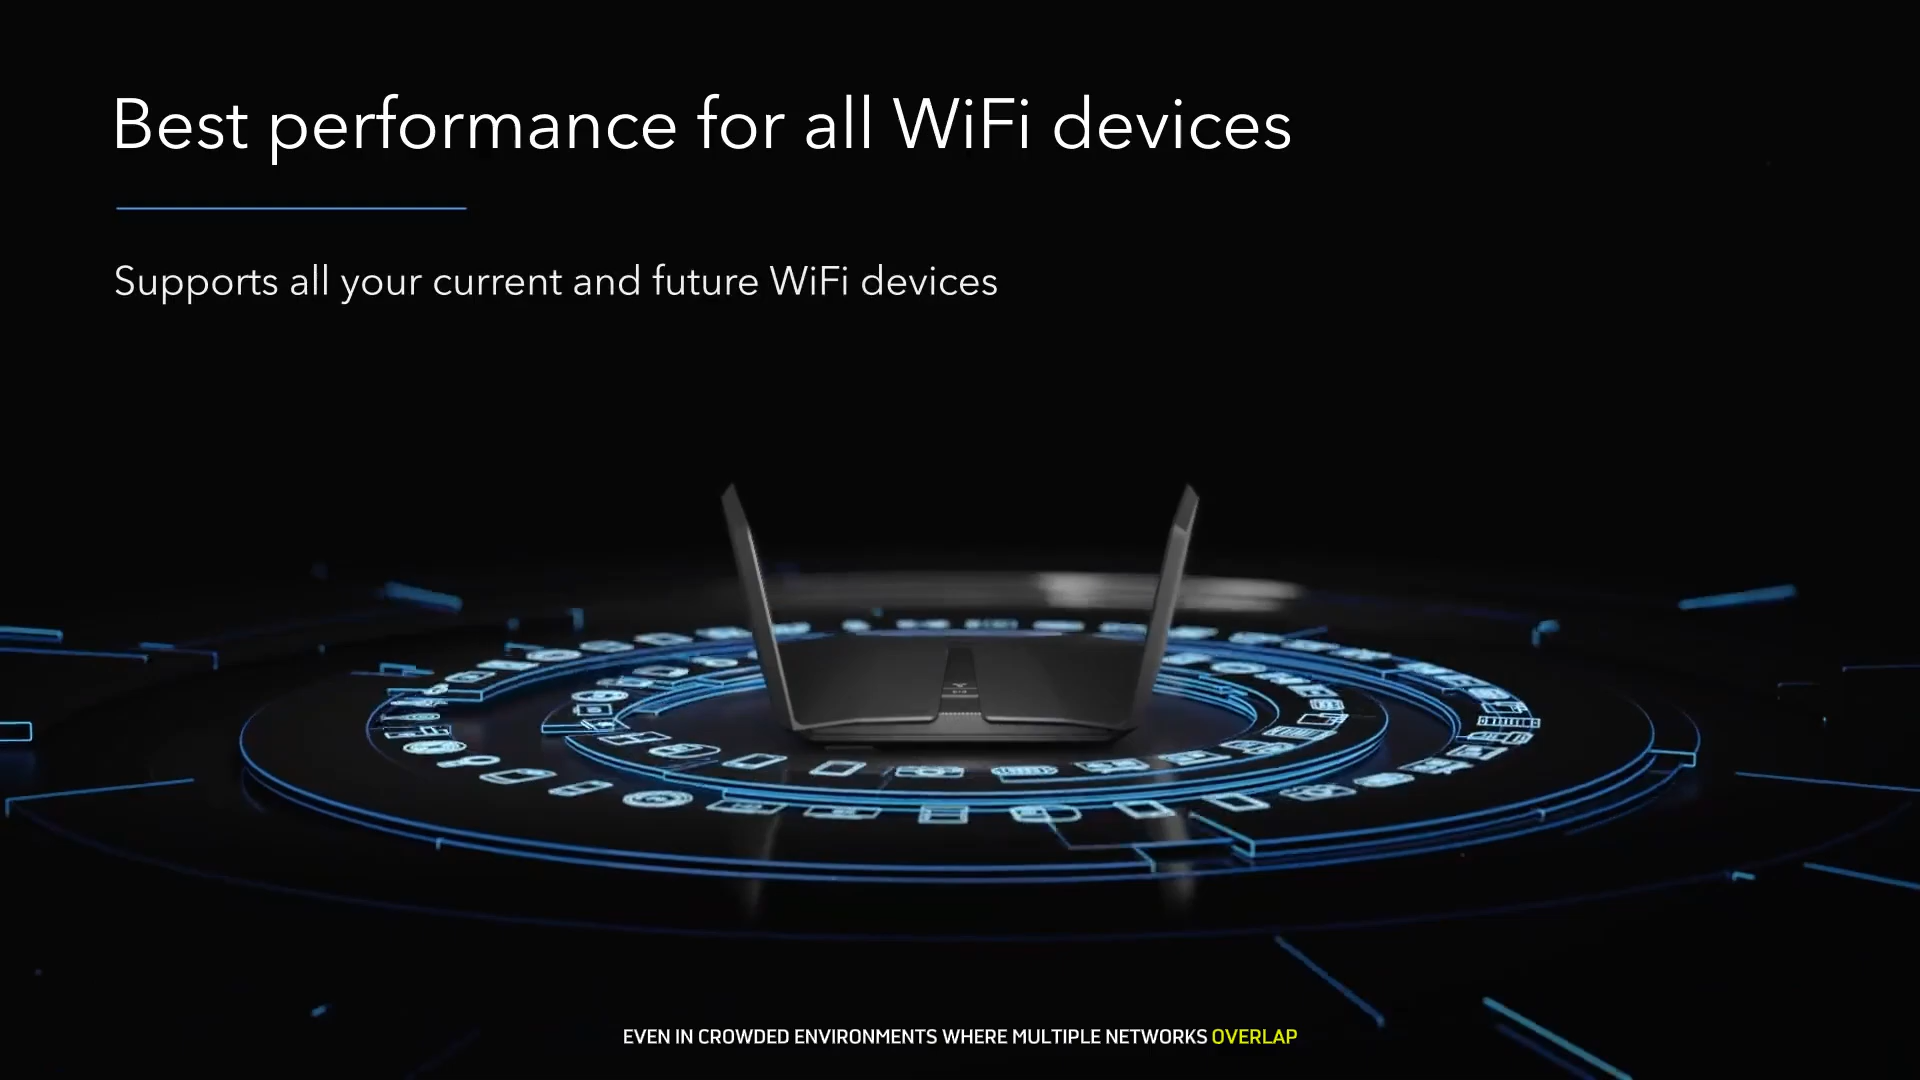 Best performance for all WiFi devices
Supports all your current and future WiFi devices
EVEN IN CROWDED ENVIRONMENTS WHERE MULTIPLE NETWORKS OVERLAP